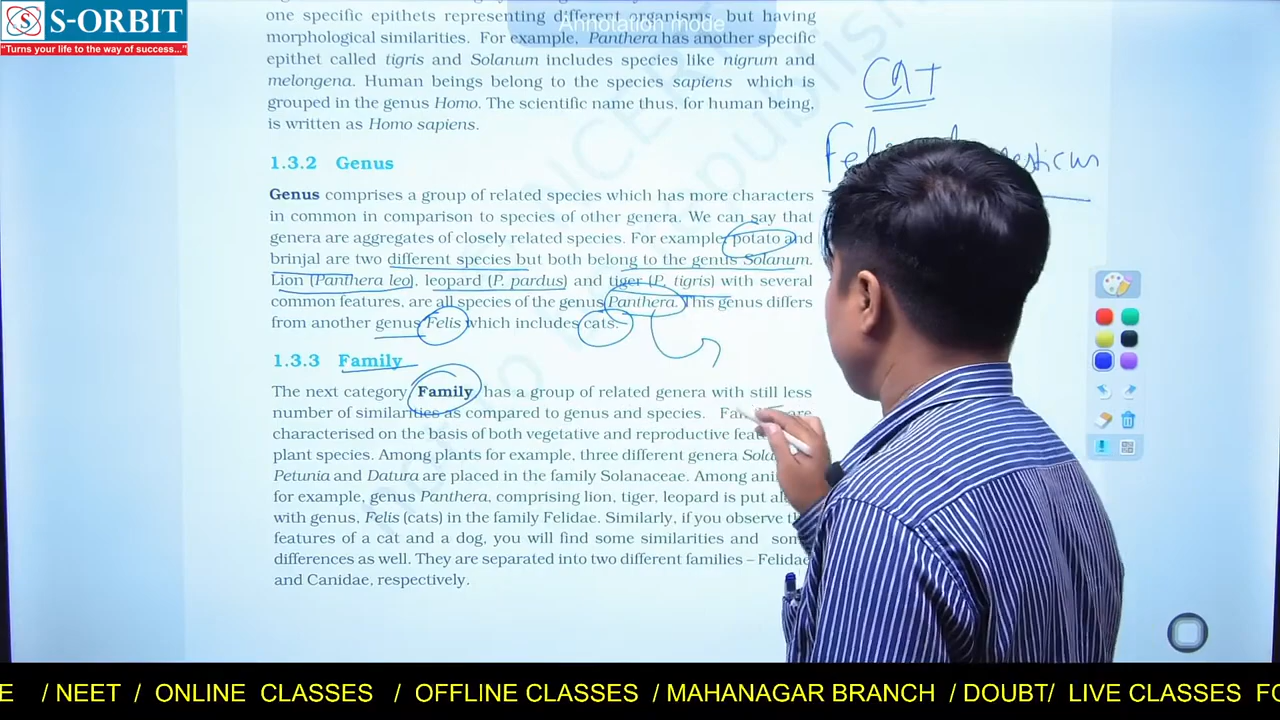 S-ORBIT
"Turns your life to the way of success..."
one specific epithets representing different organisms, but having
Annotation mode
morphological similarities. For example, Panthera has another specific
epithet called tigris and Solanum includes species like nigrum and
melongena. Human beings belong to the species sapiens which is
grouped in the genus Homo. The scientific name thus, for human being,
is written as Homo sapiens.
CAT
1.3.2 Genus
Genus comprises a group of related species which has more characters
in common in comparison to species of other genera. We can say that
genera are aggregates of closely related species. For example, potato and
brinjal are two different species but both belong to the genus Solanum.
Lion (Panthera leo), leopard (P. pardus) and tiger (P. tigris) with several
common features, are all species of the genus Panthera. This genus differs
from another genus Felis which includes cats.
1.3.3 Family
The next category, Family has a group of related genera with still less
number of similarities as compared to genus and species. are
characterised on the basis of both vegetative and reproductive
plant species. Among plants for example, three different genera
Petunia and Datura are placed in the family Solanaceae. Among
for example, genus Panthera, comprising lion, tiger, leopard is put
with genus, Felis (cats) in the family Felidae. Similarly, if you observe
features of a cat and a dog, you will find some similarities and
differences as well. They are separated into two different families – Felidae
and Canidae, respectively.
/ NEET / ONLINE CLASSES / OFFLINE CLASSES / MAHANAGAR BRANCH / DOUBT/ LIVE CLASSES